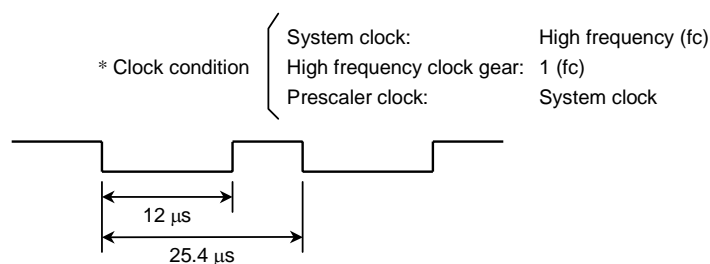 * Clock condition
System clock: High frequency (fc)
High frequency clock gear: 1 (fc)
Prescaler clock: System clock
12 μs
25.4 μs